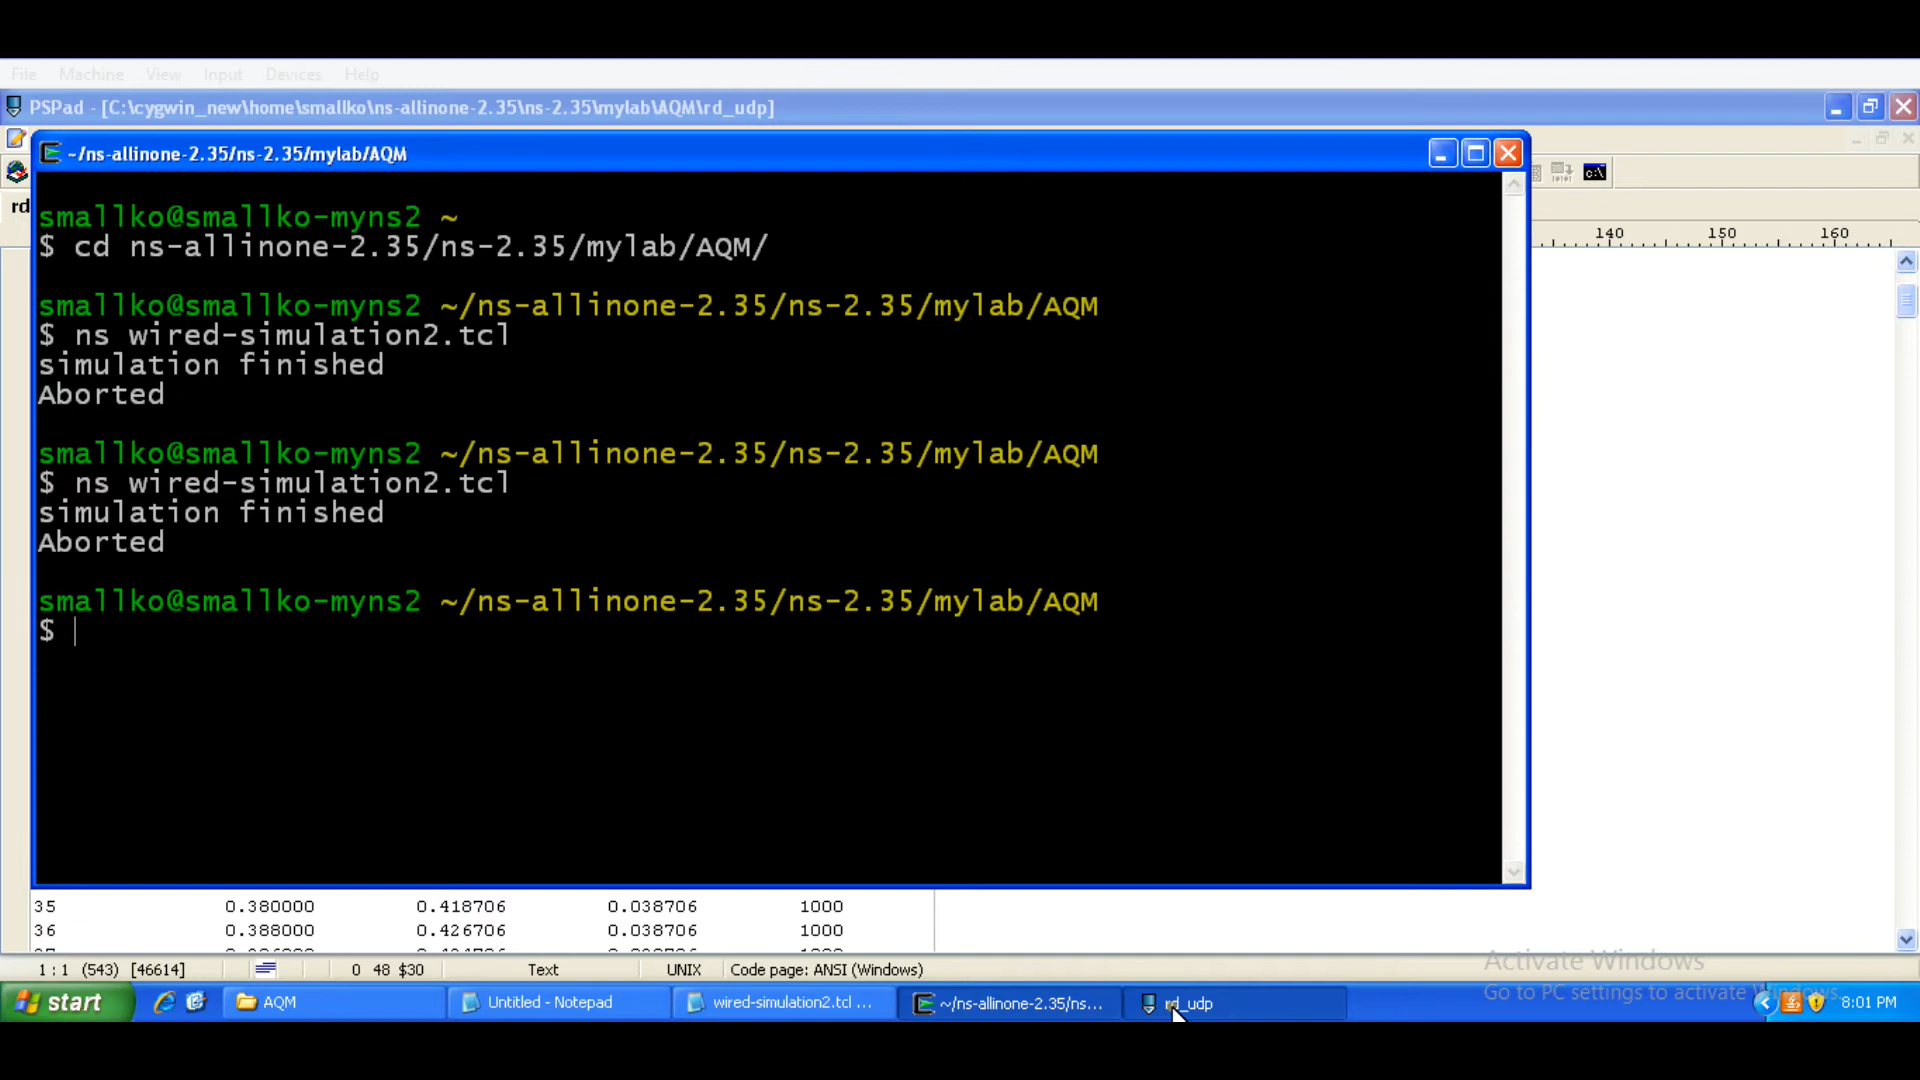 File Machine View Input Devices Help
PSPad - [C:\cygwin_new\home\smallko\ns-allinone-2.35\ns-2.35\mylab\AQM\rd_udp]
~/ns-allinone-2.35/ns-2.35/mylab/AQM
rd
140 150 160
smallko@smallko-myns2 ~
$ cd ns-allinone-2.35/ns-2.35/mylab/AQM/
smallko@smallko-myns2 ~/ns-allinone-2.35/ns-2.35/mylab/AQM
$ ns wired-simulation2.tcl
simulation finished
Aborted
smallko@smallko-myns2 ~/ns-allinone-2.35/ns-2.35/mylab/AQM
$ ns wired-simulation2.tcl
simulation finished
Aborted
smallko@smallko-myns2 ~/ns-allinone-2.35/ns-2.35/mylab/AQM
$
35 0.380000 0.418706 0.038706 1000
36 0.388000 0.426706 0.038706 1000
1 : 1 (543) [46614] 0 48 $30 Text UNIX Code page: ANSI (Windows)
Activate Windows
Go to PC settings to activate Windows.
start AQM Untitled - Notepad wired-simulation2.tcl ... ~/ns-allinone-2.35/ns... rd_udp 8:01 PM